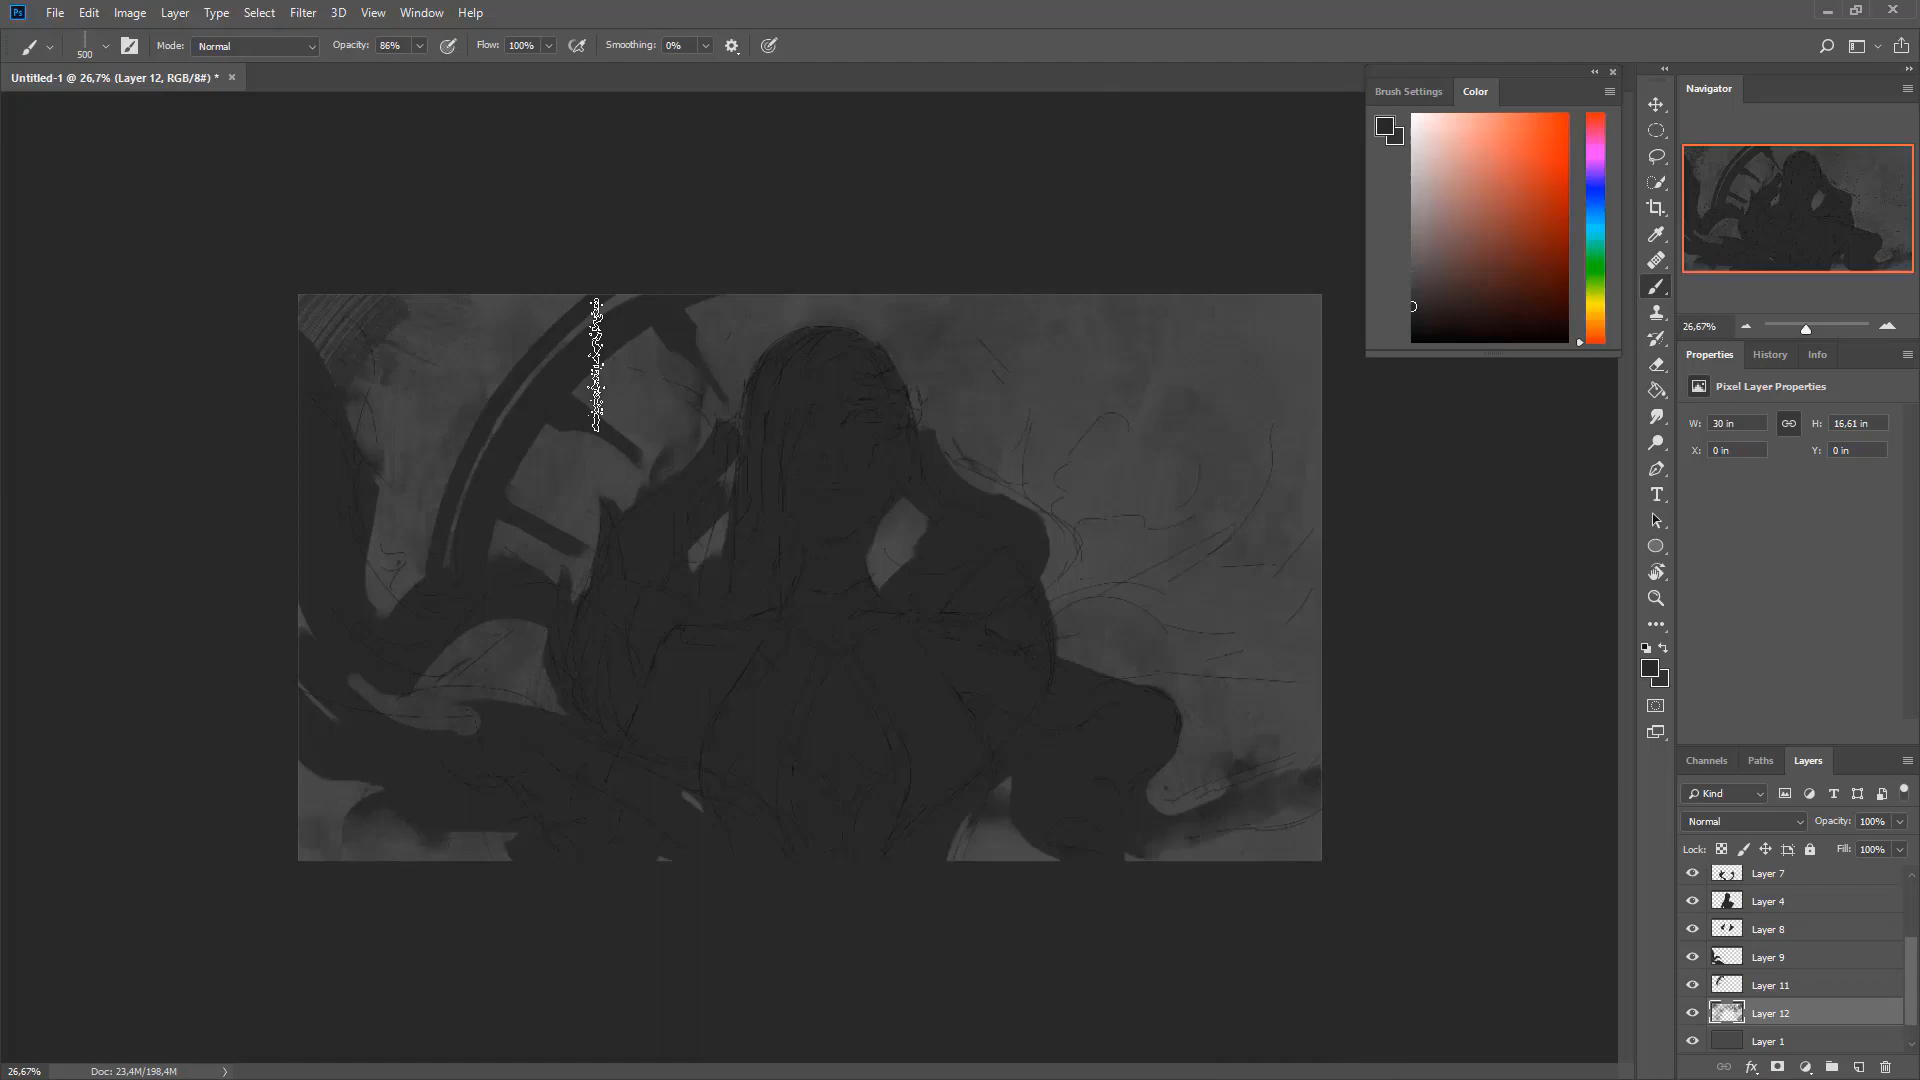 Ps File Edit Image Layer Type Select Filter 3D View Window Help
500 Mode: Normal Opacity: 86% Flow: 100% Smoothing: 0%
Untitled-1 @ 26,7% (Layer 12, RGB/8#) *
Brush Settings Color
Navigator
26,67%
Properties History Info
Pixel Layer Properties
W: 30 in H: 16,61 in
X: 0 in Y: 0 in
Channels Paths Layers
Kind
Normal Opacity: 100%
Lock: Fill: 100%
Layer 7
Layer 4
Layer 8
Layer 9
Layer 11
Layer 12
Layer 1
26,67% Doc: 23,4M/198,4M